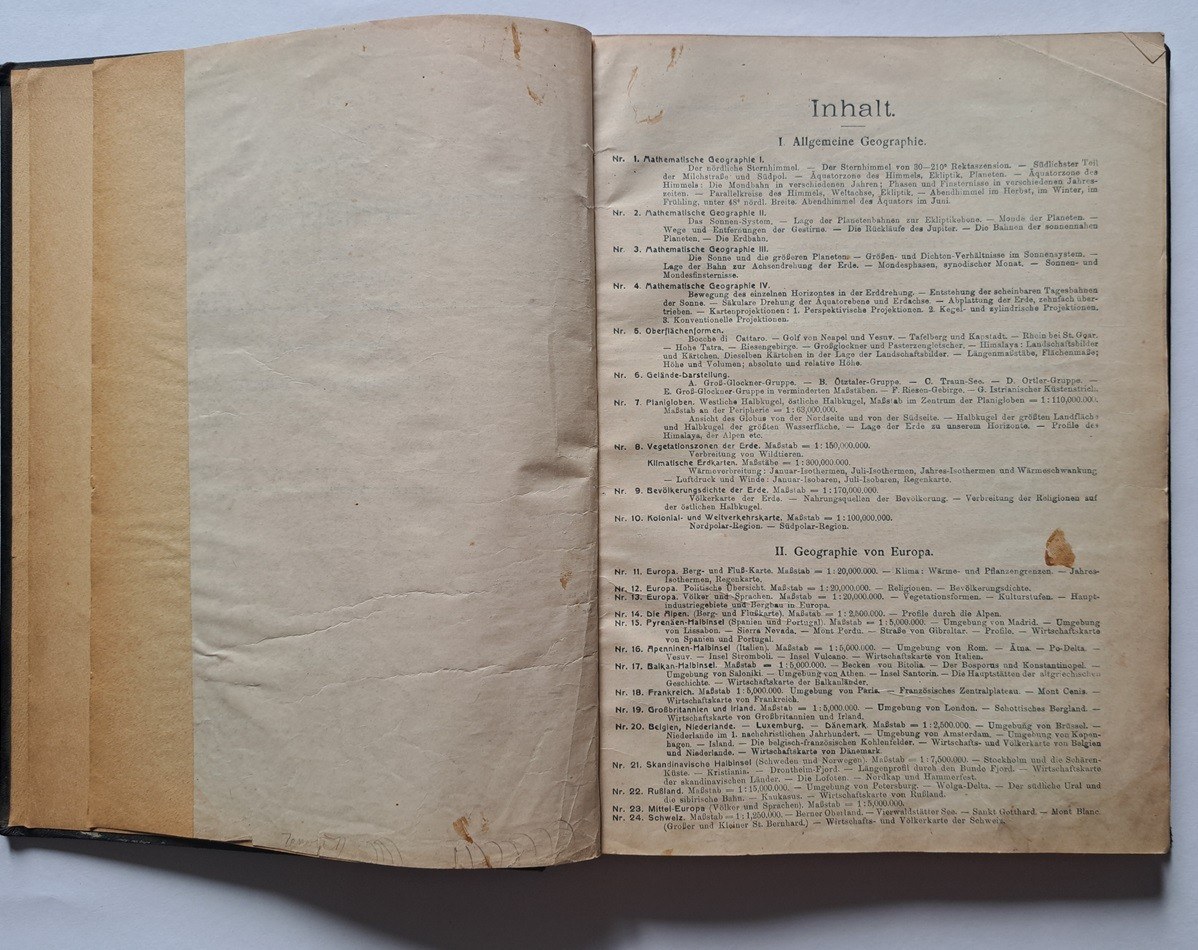 Inhalt.
I. Allgemeine Geographie.
Nr. 1. Mathematische Geographie I.
Der nördliche Sternhimmel. — Der Sternhimmel von 30—210° Rektaszension. — Südlichster Teil
der Milchstraße und Südpol. — Äquatorzone des Himmels, Ekliptik, Planeten. — Äquatorzone des
Himmels: Die Mondbahn in verschiedenen Jahren; Phasen und Finsternisse in verschiedenen Jahres-
zeiten. — Parallelkreise des Himmels, Weltachse, Ekliptik. — Abendhimmel im Herbst, im Winter, im
Frühling, unter 48° nördl. Breite. Abendhimmel des Äquators im Juni.
Nr. 2. Mathematische Geographie II.
Das Sonnen-System. — Lage der Planetenbahnen zur Ekliptikebene. — Monde der Planeten. —
Wege und Entfernungen der Gestirne. — Die Rückläufe des Jupiter. — Die Bahnen der sonnennahen
Planeten. — Die Erdbahn.
Nr. 3. Mathematische Geographie III.
Die Sonne und die größeren Planeten. — Größen- und Dichten-Verhältnisse im Sonnensystem. —
Lage der Bahn zur Achsendrehung der Erde. — Mondesphasen, synodischer Monat. — Sonnen- und
Mondesfinsternisse.
Nr. 4. Mathematische Geographie IV.
Bewegung des einzelnen Horizontes in der Erddrehung. — Entstehung der scheinbaren Tagesbahnen
der Sonne. — Säkulare Drehung der Äquatorebene und Erdachse. — Abplattung der Erde, zehnfach über-
trieben. — Kartenprojektionen: 1. Perspektivische Projektionen. 2. Kegel- und zylindrische Projektionen.
3. Konventionelle Projektionen.
Nr. 5. Oberflächenformen.
Bocche di Cattaro. — Golf von Neapel und Vesuv. — Tafelberg und Kapstadt. — Rhein bei St. Goar.
— Hohe Tatra. — Riesengebirge. — Großglockner und Pasterzengletscher. — Himalaya: Landschaftsbilder
und Kärtchen. Dieselben Kärtchen in der Lage der Landschaftsbilder. — Längenmaßstäbe, Flächenmaße;
Höhe und Volumen; absolute und relative Höhe.
Nr. 6. Gelände-Darstellung.
A. Groß-Glockner-Gruppe. — B. Ötztaler-Gruppe. — C. Traun-See. — D. Ortler-Gruppe. —
E. Groß-Glockner-Gruppe in verminderten Maßstäben. — F. Riesen-Gebirge. — G. Istrianischer Küstenstrich.
Nr. 7. Planigloben. Westliche Halbkugel, östliche Halbkugel, Maßstab im Zentrum der Planigloben = 1:110,000.000.
Maßstab an der Peripherie = 1:63,000.000.
Ansicht des Globus von der Nordseite und von der Südseite. — Halbkugel der größten Landfläche
und Halbkugel der größten Wasserfläche. — Lage der Erde zu unserem Horizonte. — Profile des
Himalaya, der Alpen etc.
Nr. 8. Vegetationszonen der Erde. Maßstab = 1:150,000.000.
Verbreitung von Wildtieren.
Klimatische Erdkarten. Maßstäbe = 1:300,000.000.
Wärmeverbreitung: Januar-Isothermen, Juli-Isothermen, Jahres-Isothermen und Wärmeschwankung
— Luftdruck und Winde: Januar-Isobaren, Juli-Isobaren, Regenkarte.
Nr. 9. Bevölkerungsdichte der Erde. Maßstab = 1:170,000.000.
Völkerkarte der Erde. — Nahrungsquellen der Bevölkerung. — Verbreitung der Religionen auf
der östlichen Halbkugel.
Nr. 10. Kolonial- und Weltverkehrskarte. Maßstab = 1:100,000.000.
Nordpolar-Region. — Südpolar-Region.
II. Geographie von Europa.
Nr. 11. Europa. Berg- und Fluß-Karte. Maßstab = 1:20,000.000. — Klima: Wärme- und Pflanzengrenzen. — Jahres-
Isothermen, Regenkarte.
Nr. 12. Europa. Politische Übersicht. Maßstab = 1:20,000.000. — Religionen. — Bevölkerungsdichte.
Nr. 13. Europa. Völker und Sprachen. Maßstab = 1:20,000.000. — Vegetationsformen. — Kulturstufen. — Haupt-
industriegebiete und Bergbau in Europa.
Nr. 14. Die Alpen. (Berg- und Flußkarte). Maßstab = 1:2,500.000. — Profile durch die Alpen.
Nr. 15. Pyrenäen-Halbinsel (Spanien und Portugal). Maßstab = 1:5,000.000. — Umgebung von Madrid. — Umgebung
von Lissabon. — Sierra Nevada. — Mont Perdu. — Straße von Gibraltar. — Profile. — Wirtschaftskarte
von Spanien und Portugal.
Nr. 16. Apenninen-Halbinsel (Italien). Maßstab = 1:5,000.000. — Umgebung von Rom. — Ätna. — Po-Delta. —
Vesuv. — Insel Stromboli. — Insel Vulcano. — Wirtschaftskarte von Italien.
Nr. 17. Balkan-Halbinsel. Maßstab = 1:5,000.000. — Becken von Bitolia. — Der Bosporus und Konstantinopel. —
Umgebung von Saloniki. — Umgebung von Athen. — Insel Santorin. — Die Hauptstätten der altgriechischen
Geschichte. — Wirtschaftskarte der Balkanländer.
Nr. 18. Frankreich. Maßstab 1:5,000.000. Umgebung von Paris. — Französisches Zentralplateau. — Mont Cenis. —
Wirtschaftskarte von Frankreich.
Nr. 19. Großbritannien und Irland. Maßstab = 1:5,000.000. — Umgebung von London. — Schottisches Bergland. —
Wirtschaftskarte von Großbritannien und Irland.
Nr. 20. Belgien, Niederlande. — Luxemburg. — Dänemark. Maßstab = 1:2,500.000. — Umgebung von Brüssel. —
Niederlande im 1. nachchristlichen Jahrhundert. — Umgebung von Amsterdam. — Umgebung von Kopen-
hagen. — Island. — Die belgisch-französischen Kohlenfelder. — Wirtschafts- und Völkerkarte von Belgien
und Niederlande. — Wirtschaftskarte von Dänemark.
Nr. 21. Skandinavische Halbinsel (Schweden und Norwegen). Maßstab = 1:7,500.000. — Stockholm und die Schären-
Küste. — Kristiania. — Drontheim-Fjord. — Längenprofil durch den Bunde Fjord. — Wirtschaftskarte
der skandinavischen Länder. — Die Lofoten. — Nordkap und Hammerfest.
Nr. 22. Rußland. Maßstab = 1:15,000.000. — Umgebung von Petersburg. — Wolga-Delta. — Der südliche Ural und
die sibirische Bahn. — Kaukasus. — Wirtschaftskarte von Rußland.
Nr. 23. Mittel-Europa (Völker und Sprachen). Maßstab = 1:5,000.000.
Nr. 24. Schweiz. Maßstab = 1:1,250.000. — Berner Oberland. — Vierwaldstätter See. — Sankt Gotthard. — Mont Blanc.
(Großer und Kleiner St. Bernhard.) — Wirtschafts- und Völkerkarte der Schweiz.